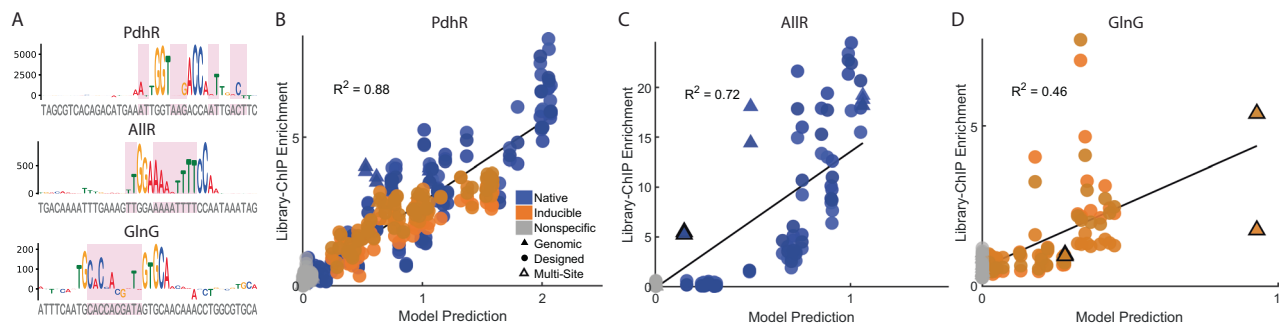 A
PdhR
5000
2500
0
TAGCGTCACAGACATGAAATTGGTAAGACCAATTGACTTC
AllR
1000
500
0
TGACAAAATTTGAAAGTTGGAAAAATTTTCCAATAAATAG
GlnG
200
100
0
ATTTCAATGCACCACGATAGTGCAACAAACCTGGCGTGCA
B
PdhR
R² = 0.88
Library-ChIP Enrichment
5
0
0
1
2
Model Prediction
Native
Inducible
Nonspecific
Genomic
Designed
Multi-Site
C
AllR
R² = 0.72
Library-ChIP Enrichment
20
15
10
5
0
0
1
Model Prediction
D
GlnG
R² = 0.46
Library-ChIP Enrichment
5
0
0
1
Model Prediction